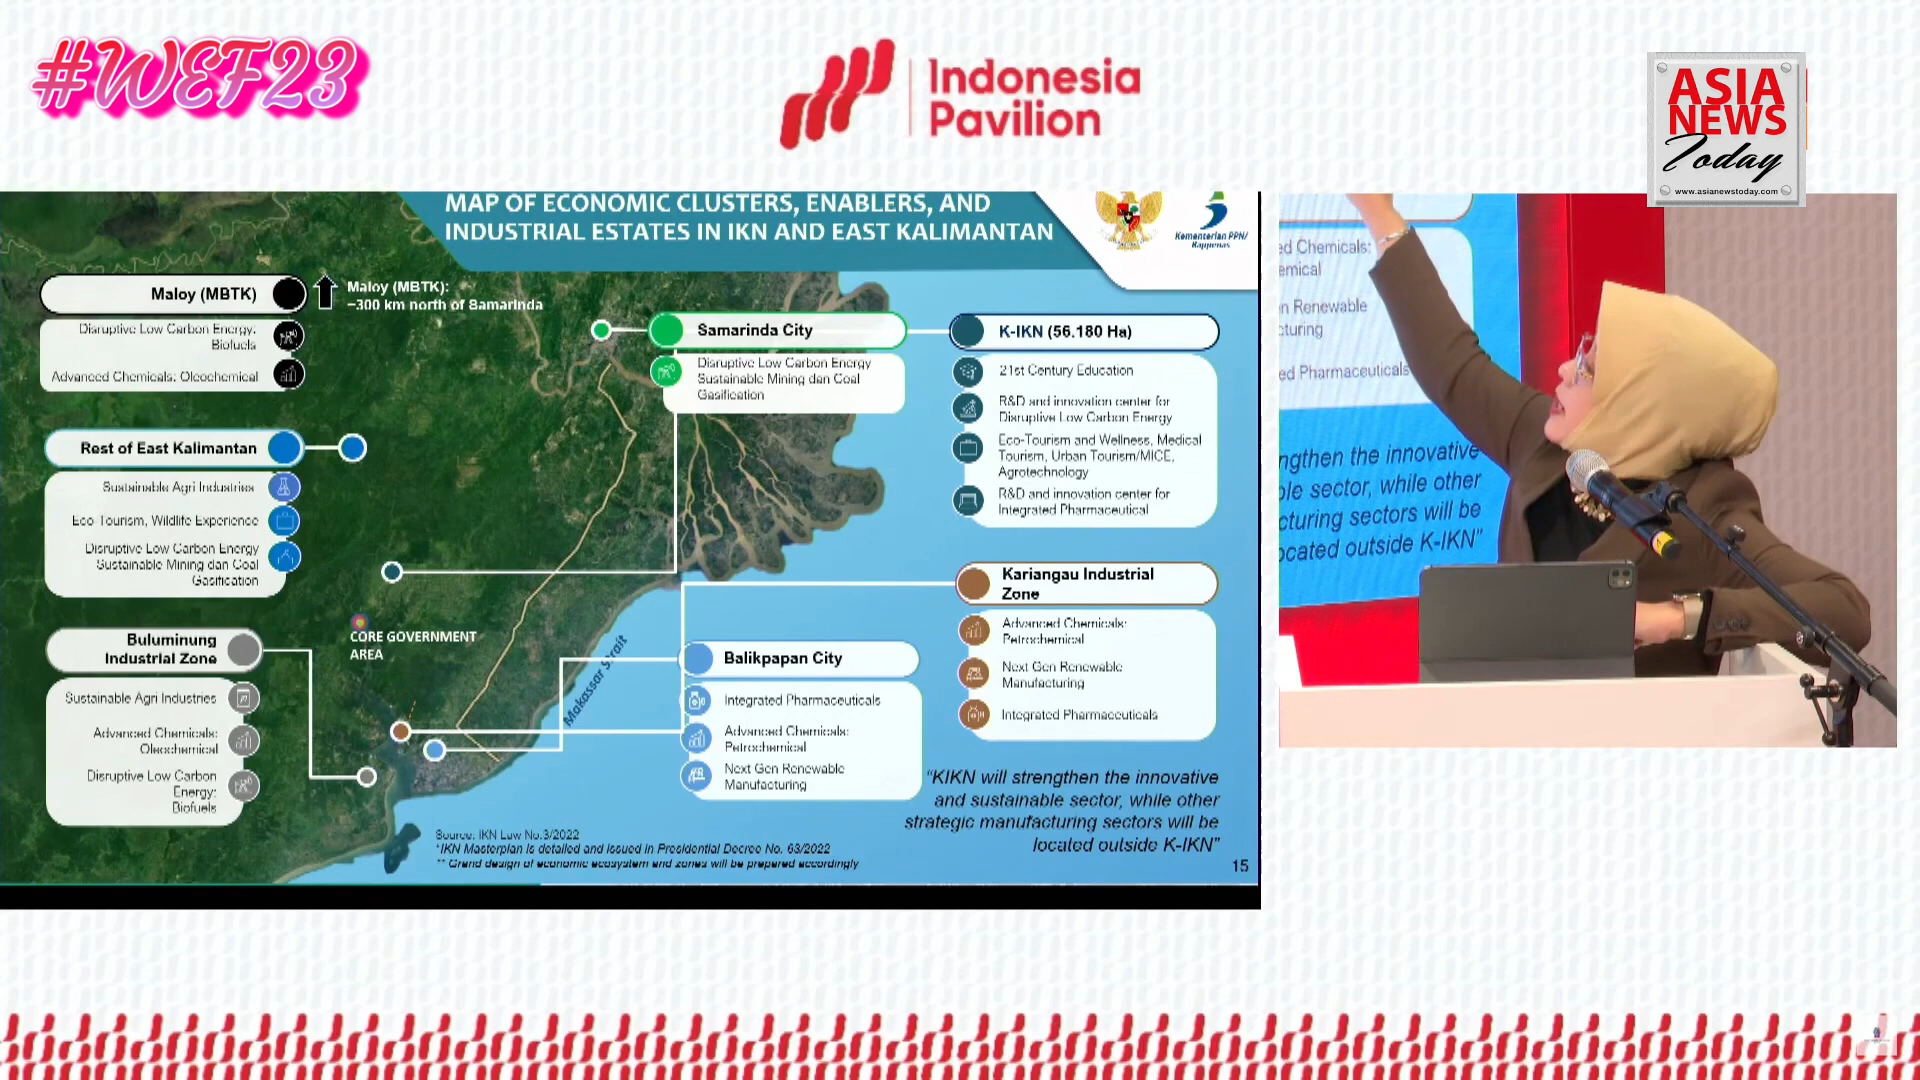 #WEF23
Indonesia
Pavilion
ASIA
NEWS
Today
www.asianewstoday.com
MAP OF ECONOMIC CLUSTERS, ENABLERS, AND
INDUSTRIAL ESTATES IN IKN AND EAST KALIMANTAN
Kementerian PPN/
Bappenas
Maloy (MBTK)
Disruptive Low Carbon Energy:
Biofuels
Advanced Chemicals: Oleochemical
Maloy (MBTK):
~300 km north of Samarinda
Samarinda City
Disruptive Low Carbon Energy
Sustainable Mining dan Coal
Gasification
K-IKN (56.180 Ha)
21st Century Education
R&D and innovation center for
Disruptive Low Carbon Energy
Eco-Tourism and Wellness, Medical
Tourism, Urban Tourism/MICE,
Agrotechnology
R&D and innovation center for
Integrated Pharmaceutical
Rest of East Kalimantan
Sustainable Agri Industries
Eco-Tourism, Wildlife Experience
Disruptive Low Carbon Energy
Sustainable Mining dan Coal
Gasification
CORE GOVERNMENT
AREA
Buluminung
Industrial Zone
Sustainable Agri Industries
Advanced Chemicals:
Oleochemical
Disruptive Low Carbon
Energy:
Biofuels
Makassar Strait
Balikpapan City
Integrated Pharmaceuticals
Advanced Chemicals:
Petrochemical
Next Gen Renewable
Manufacturing
Kariangau Industrial
Zone
Advanced Chemicals:
Petrochemical
Next Gen Renewable
Manufacturing
Integrated Pharmaceuticals
"KIKN will strengthen the innovative
and sustainable sector, while other
strategic manufacturing sectors will be
located outside K-IKN"
Source: IKN Law No.3/2022
*IKN Masterplan is detailed and issued in Presidential Decree No. 63/2022
** Grand design of economic ecosystem and zones will be prepared accordingly
15
ed Chemicals:
emical
n Renewable
cturing
ed Pharmaceuticals
ngthen the innovative
ble sector, while other
cturing sectors will be
ocated outside K-IKN"